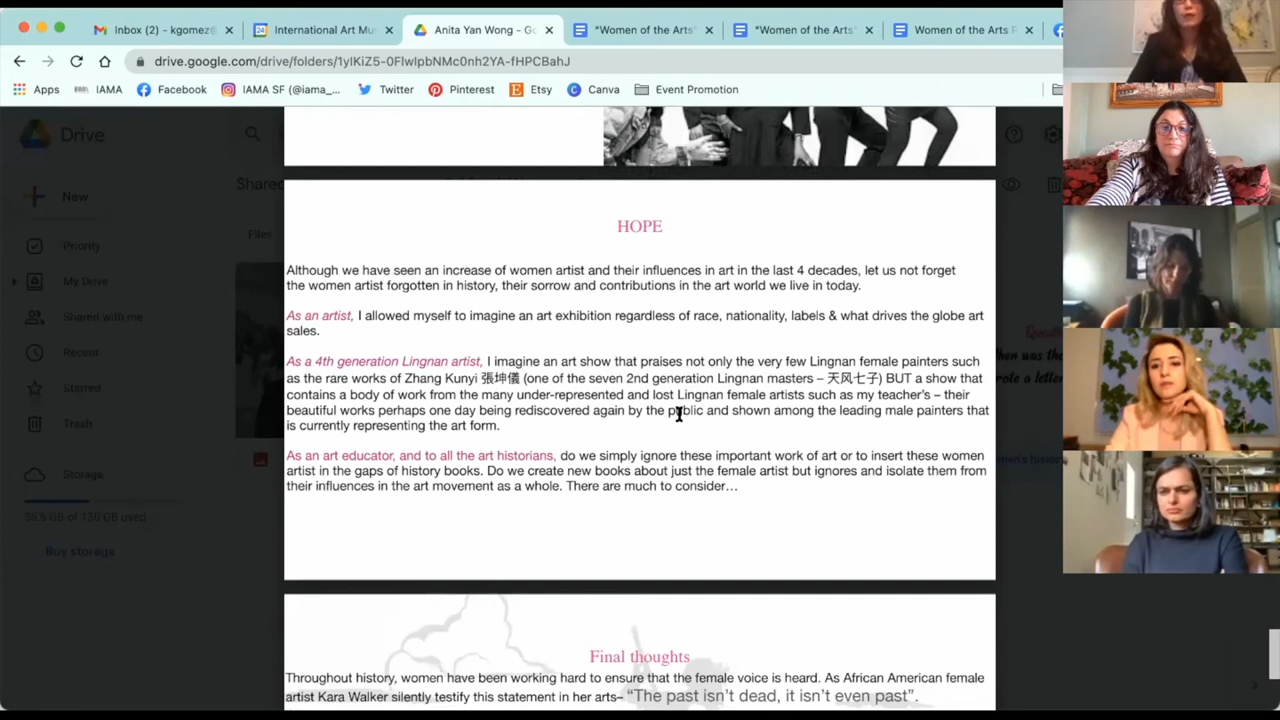 Inbox (2) - kgomez@
International Art Mu
Anita Yan Wong - Go
"Women of the Arts"
"Women of the Arts"
Women of the Arts P
drive.google.com/drive/folders/1yIKiZ5-0FIwIpbNMc0nh2YA-fHPCBahJ
Apps
IAMA
Facebook
IAMA SF (@iama_...
Twitter
Pinterest
Etsy
Canva
Event Promotion
Drive
New
Shared
Priority
Files
My Drive
Shared with me
Recent
Starred
Trash
Storage
Buy storage
HOPE
Although we have seen an increase of women artist and their influences in art in the last 4 decades, let us not forget
the women artist forgotten in history, their sorrow and contributions in the art world we live in today.
As an artist, I allowed myself to imagine an art exhibition regardless of race, nationality, labels & what drives the globe art
sales.
As a 4th generation Lingnan artist, I imagine an art show that praises not only the very few Lingnan female painters such
as the rare works of Zhang Kunyi 張坤儀 (one of the seven 2nd generation Lingnan masters – 天风七子) BUT a show that
contains a body of work from the many under-represented and lost Lingnan female artists such as my teacher's – their
beautiful works perhaps one day being rediscovered again by the public and shown among the leading male painters that
is currently representing the art form.
As an art educator, and to all the art historians, do we simply ignore these important work of art or to insert these women
artist in the gaps of history books. Do we create new books about just the female artist but ignores and isolate them from
their influences in the art movement as a whole. There are much to consider…
Final thoughts
Throughout history, women have been working hard to ensure that the female voice is heard. As African American female
artist Kara Walker silently testify this statement in her arts– “The past isn’t dead, it isn’t even past”.